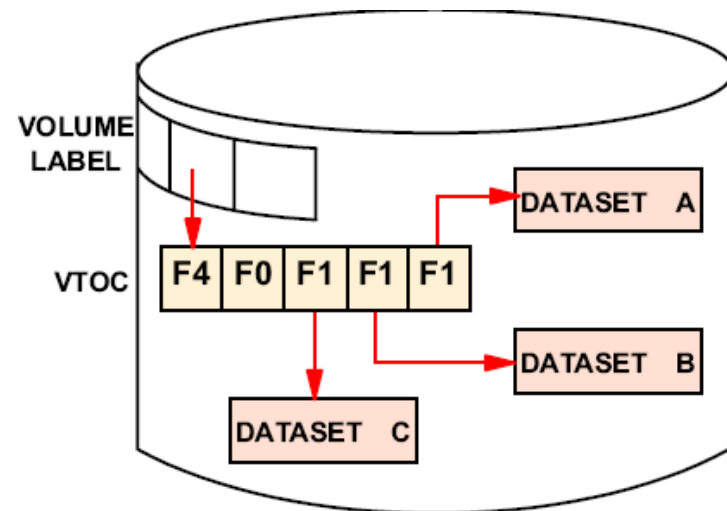 VOLUME
LABEL
DATASET A
VTOC
F4 F0 F1 F1 F1
DATASET B
DATASET C